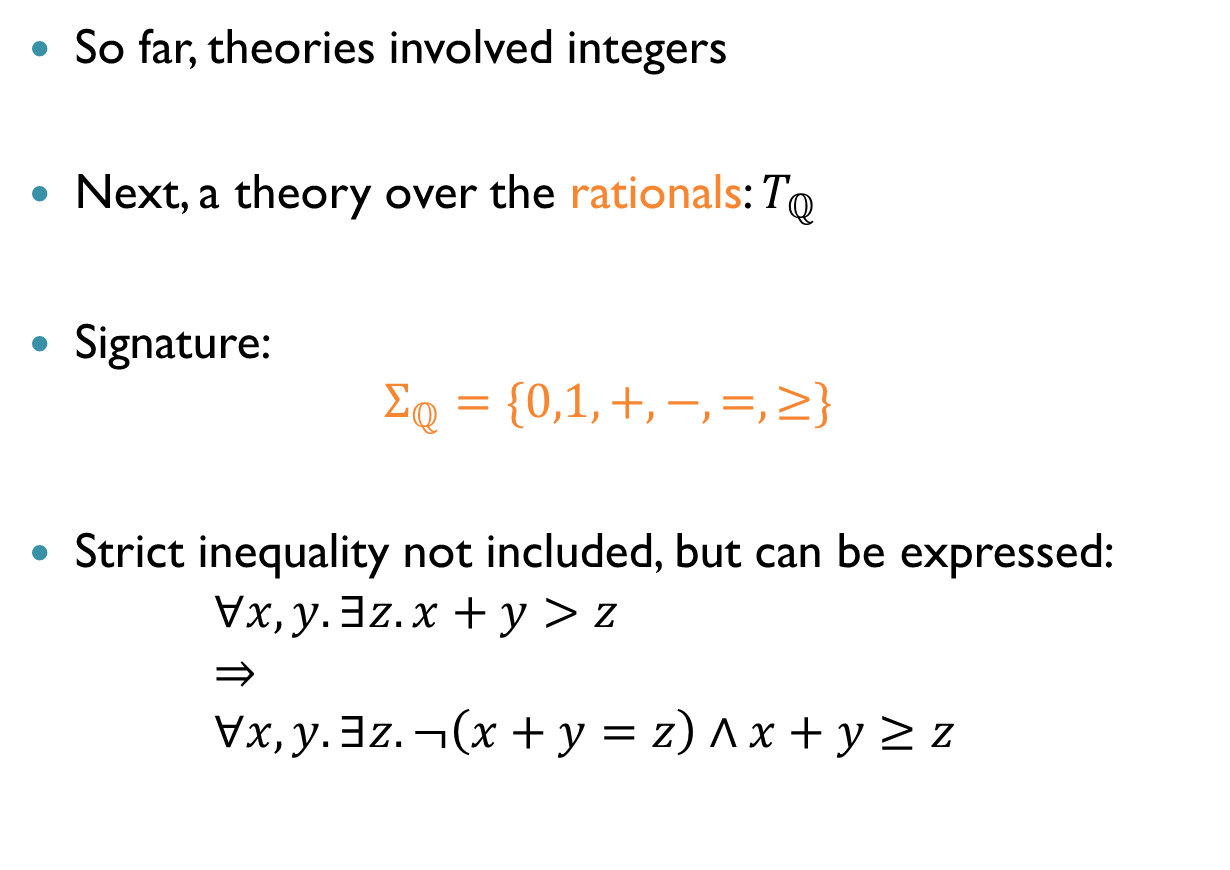 • So far, theories involved integers
• Next, a theory over the rationals: 𝑇ℚ
• Signature:
Σℚ = {0,1, +, −, =, ≥}
• Strict inequality not included, but can be expressed:
∀𝑥, 𝑦. ∃𝑧. 𝑥 + 𝑦 > 𝑧
⇒
∀𝑥, 𝑦. ∃𝑧. ¬(𝑥 + 𝑦 = 𝑧) ∧ 𝑥 + 𝑦 ≥ 𝑧